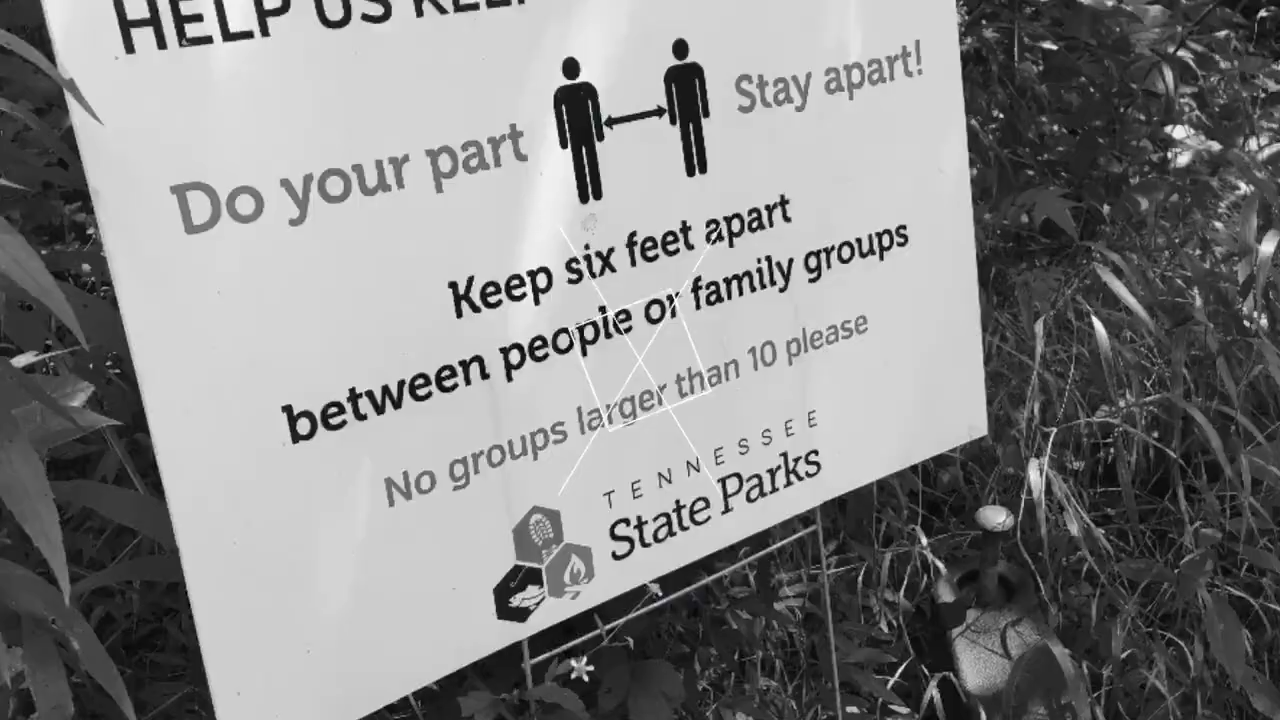 HELP US
Do your part
Stay apart!
Keep six feet apart
between people or family groups
No groups larger than 10 please
TENNESSEE
State Parks